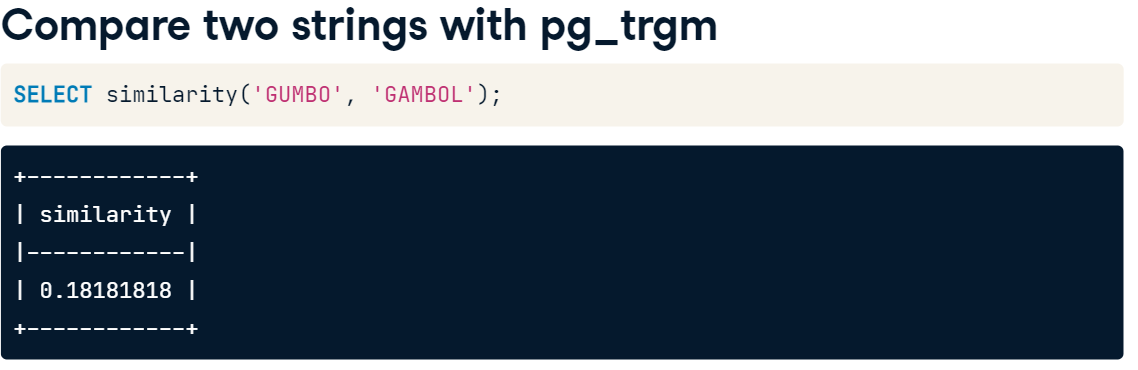 Compare two strings with pg_trgm
SELECT similarity('GUMBO', 'GAMBOL');
+------------+
| similarity |
|------------|
| 0.18181818 |
+------------+